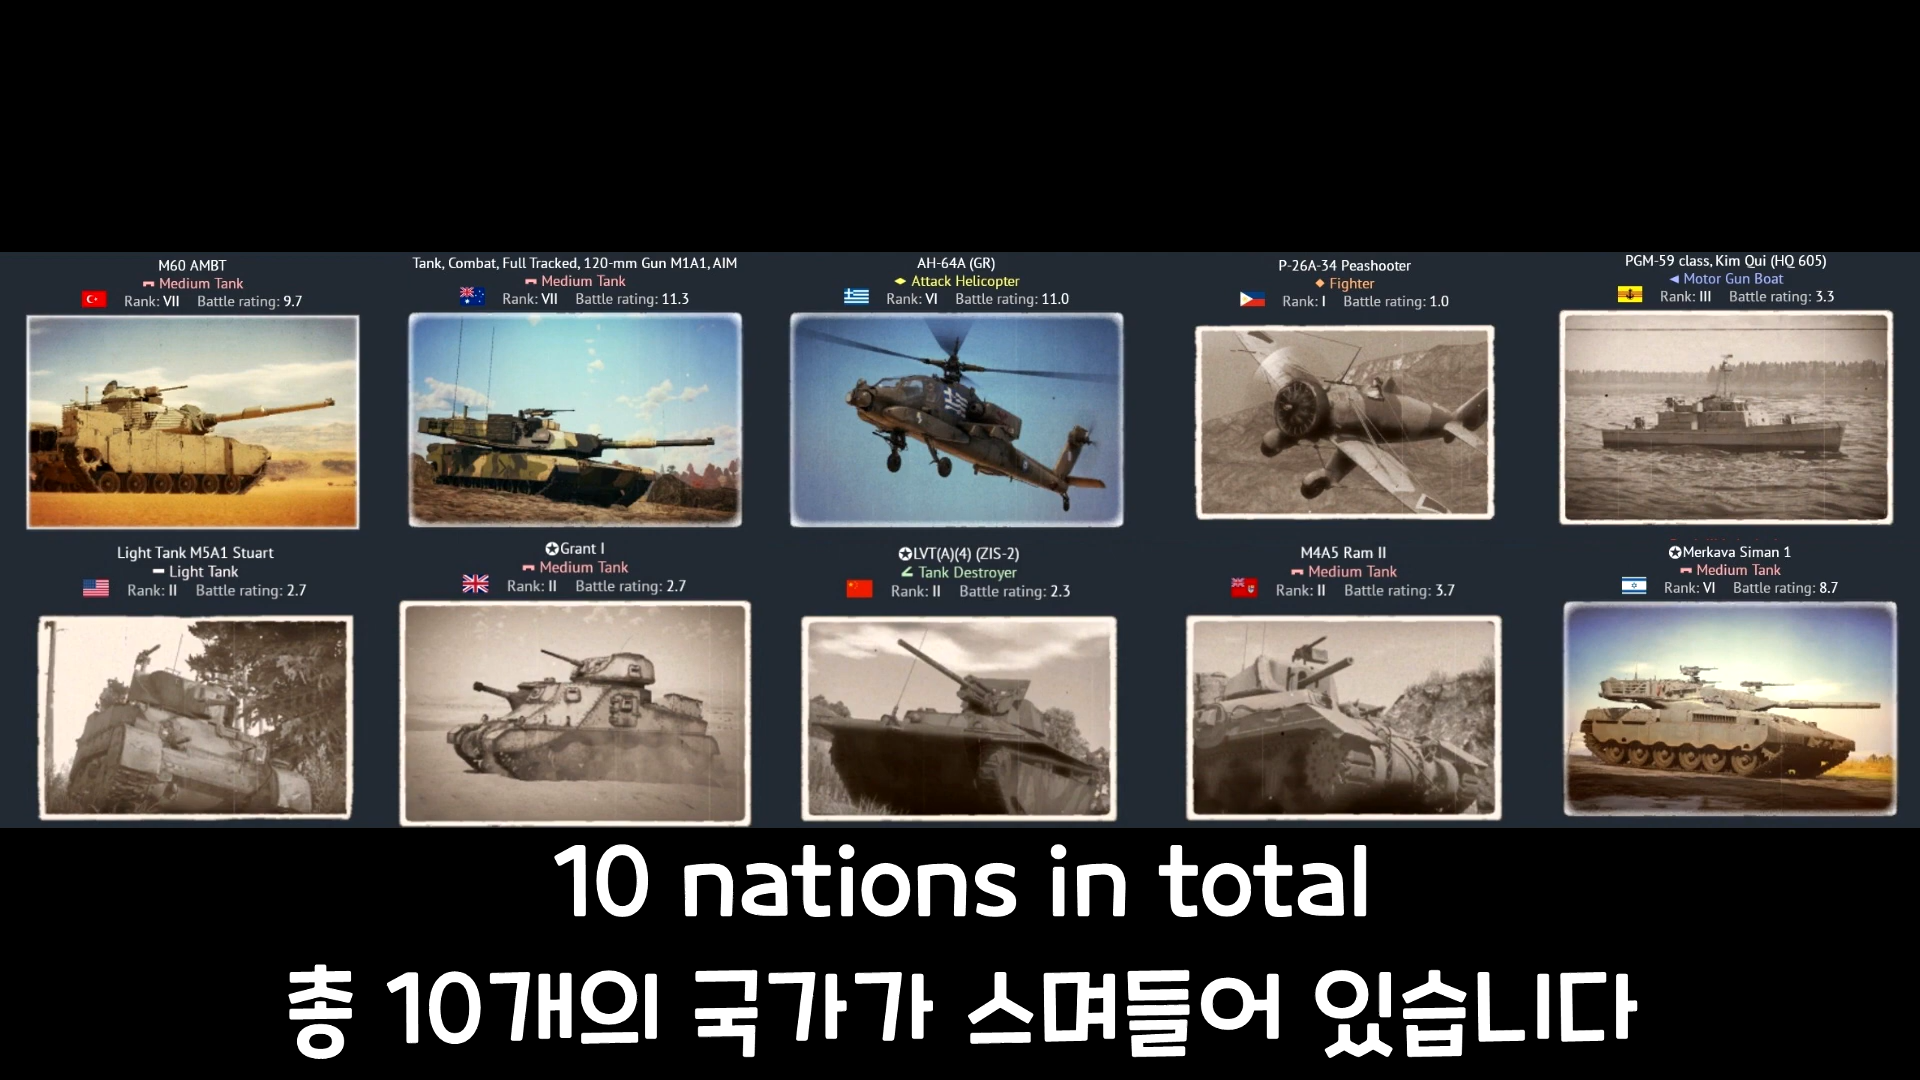 M60 AMBT
Medium Tank
Rank: VII Battle rating: 9.7
Tank, Combat, Full Tracked, 120-mm Gun M1A1, AIM
Medium Tank
Rank: VII Battle rating: 11.3
AH-64A (GR)
Attack Helicopter
Rank: VI Battle rating: 11.0
P-26A-34 Peashooter
Fighter
Rank: I Battle rating: 1.0
PGM-59 class, Kim Qui (HQ 605)
Motor Gun Boat
Rank: III Battle rating: 3.3
Light Tank M5A1 Stuart
Light Tank
Rank: II Battle rating: 2.7
✪Grant I
Medium Tank
Rank: II Battle rating: 2.7
✪LVT(A)(4) (ZIS-2)
Tank Destroyer
Rank: II Battle rating: 2.3
M4A5 Ram II
Medium Tank
Rank: II Battle rating: 3.7
✪Merkava Siman 1
Medium Tank
Rank: VI Battle rating: 8.7
10 nations in total
총 10개의 국가가 스며들어 있습니다